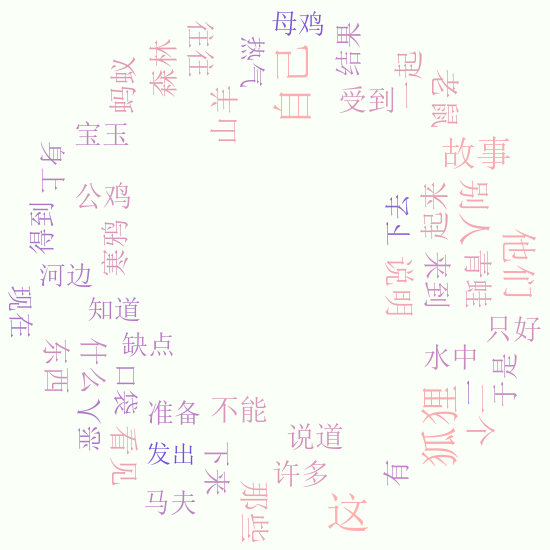 母鸡
往往
热气
自己
结果
森林
一起
蚂蚁
老鼠
山羊
受到
宝玉
故事
身上
公鸡
下去
起来
别人
得到
寒鸦
他们
河边
说明
来到
青蛙
现在
知道
只好
东西
什么
缺点
水中
于是
口袋
狐狸
恶人
准备
不能
看见
说道
发出
下来
许多
有
马夫
那些
这